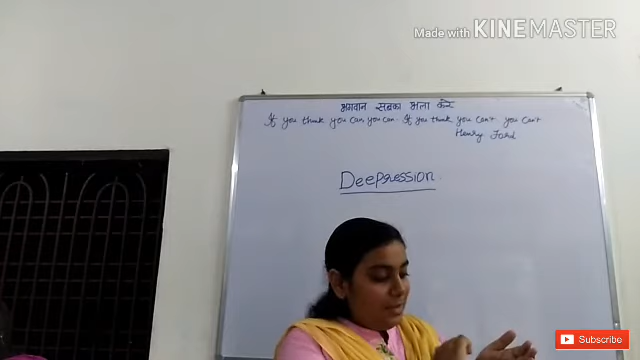 Made with KINEMASTER
भगवान सबका भला करे
If you think you can you can. If you think you can't you can't
Henry Ford
Deepression
Subscribe